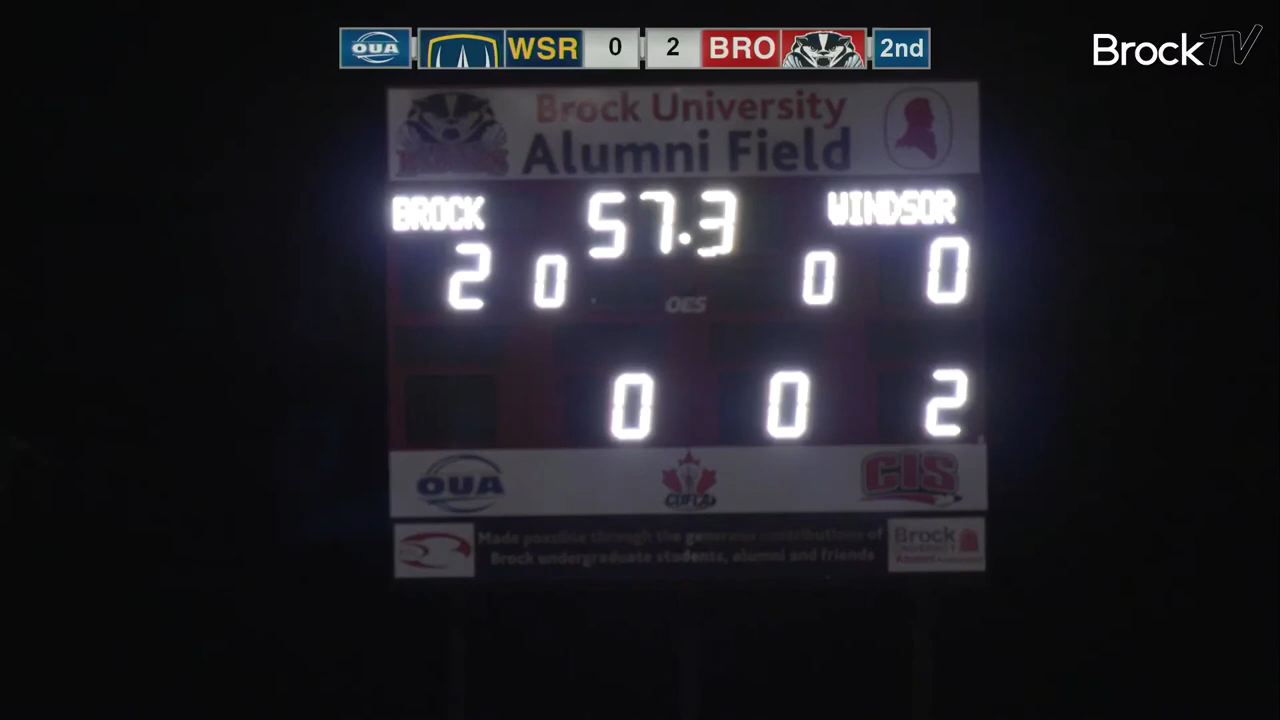 OUA WSR 0 2 BRO 2nd
BrockTV
Brock University
Alumni Field
BROCK 57.3 WINDSOR
2 0 0 0
OES
0 0 2
OUA CUFLA CIS
Made possible through the generous contributions of
Brock undergraduate students, alumni and friends
Brock
UNIVERSITY